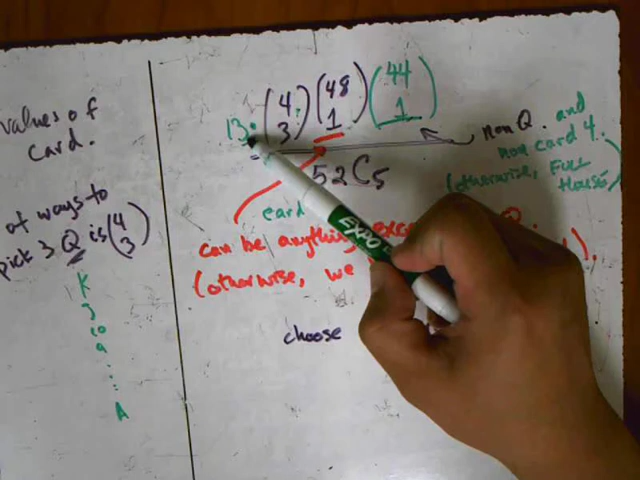 values of
card.
of ways to
pick 3 Q is (4 3)
K
J
10
9
⋮
A
13 · (4 3) (48 1) (44 1)
52C5
non Q. and
non card 4.
(otherwise, Full
House)
card
can be anything
(otherwise, we
choose
EXPO